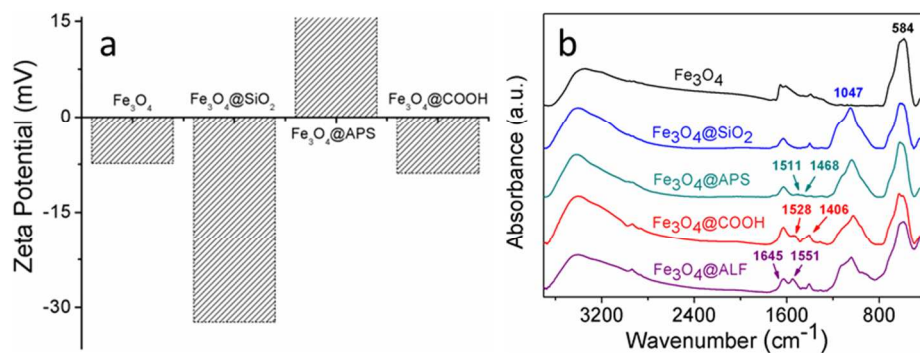 a
Zeta Potential (mV)
15
0
-15
-30
Fe₃O₄
Fe₃O₄@SiO₂
Fe₃O₄@APS
Fe₃O₄@COOH
b
Absorbance (a.u.)
584
Fe₃O₄
1047
Fe₃O₄@SiO₂
1511 1468
Fe₃O₄@APS
1528 1406
Fe₃O₄@COOH
1645 1551
Fe₃O₄@ALF
3200 2400 1600 800
Wavenumber (cm⁻¹)